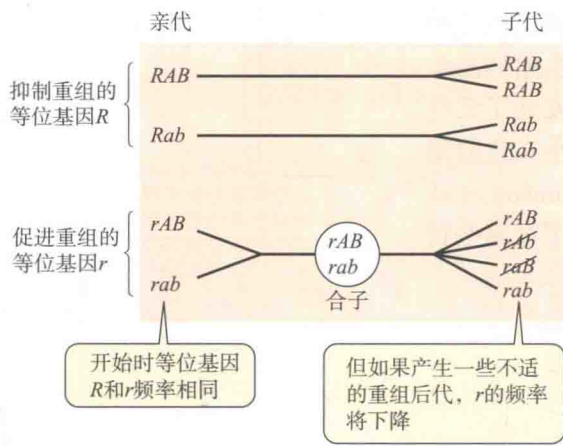 亲代
子代
抑制重组的
等位基因R
RAB
RAB
RAB
Rab
Rab
Rab
促进重组的
等位基因r
rAB
rab
rAB
rab
合子
rAB
rAb
raB
rab
开始时等位基因
R和r频率相同
但如果产生一些不适
的重组后代，r的频率
将下降